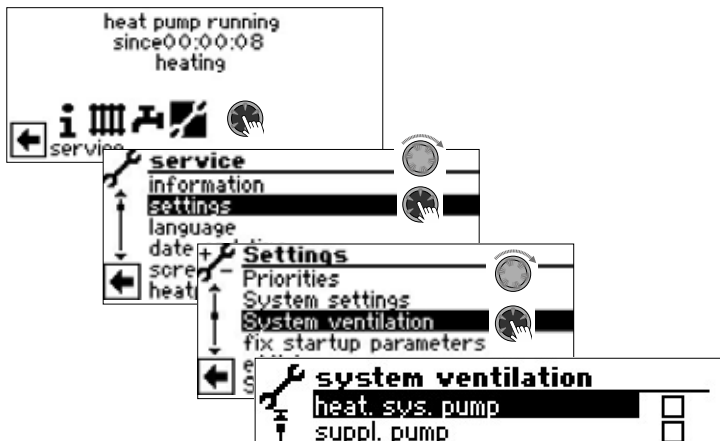 heat pump running
since00:00:08
heating
service
service
information
settings
language
date
Settings
Priorities
System settings
System ventilation
fix startup parameters
system ventilation
heat. sys. pump
suppl. pump